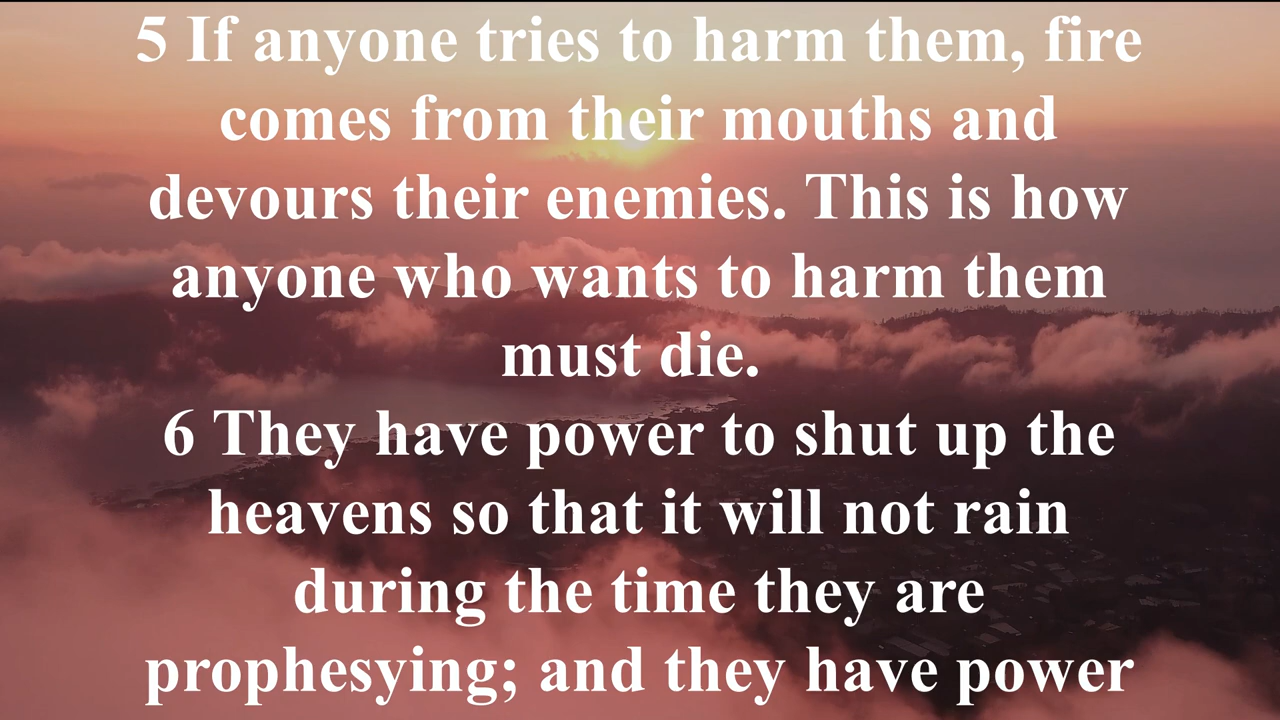 5 If anyone tries to harm them, fire
comes from their mouths and
devours their enemies. This is how
anyone who wants to harm them
must die.
6 They have power to shut up the
heavens so that it will not rain
during the time they are
prophesying; and they have power